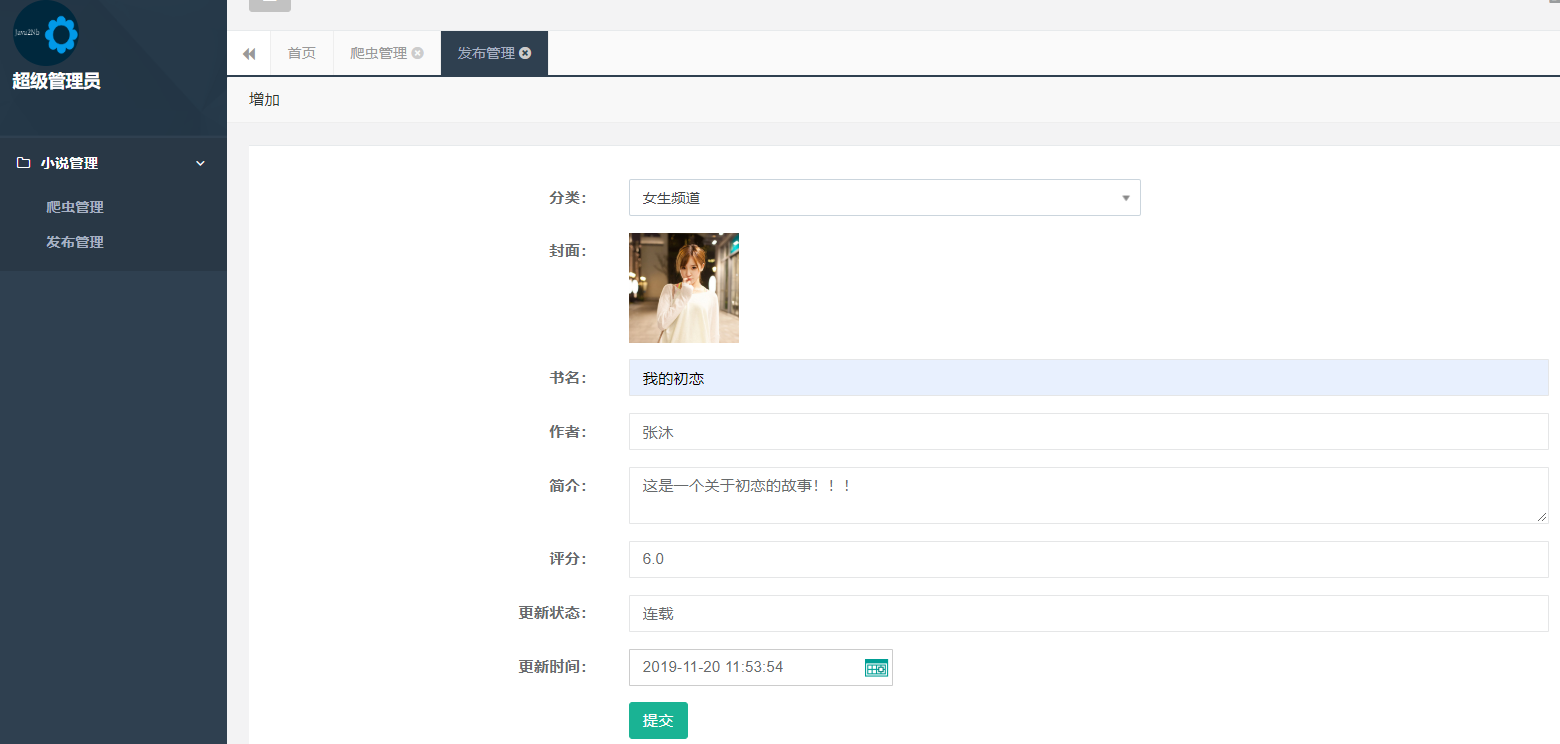 Java2Nb
超级管理员
小说管理
爬虫管理
发布管理
首页
爬虫管理
发布管理
增加
分类：
女生频道
封面：
书名：
我的初恋
作者：
张沐
简介：
这是一个关于初恋的故事！！！
评分：
6.0
更新状态：
连载
更新时间：
2019-11-20 11:53:54
提交